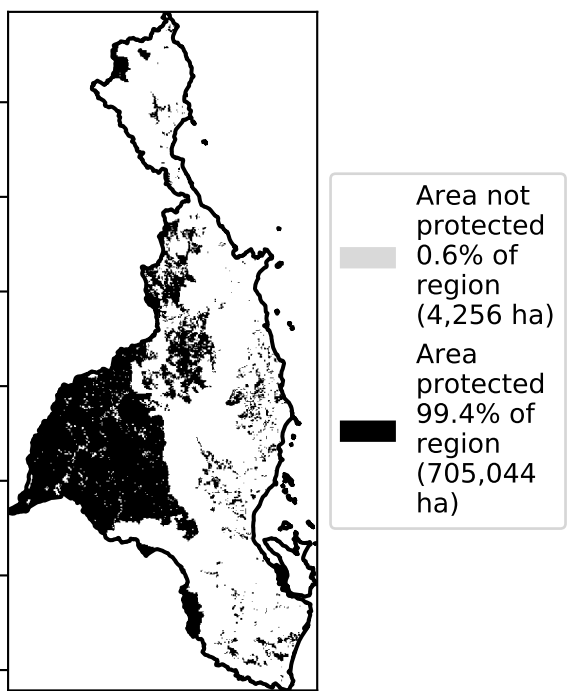 Area not
protected
0.6% of
region
(4,256 ha)
Area
protected
99.4% of
region
(705,044
ha)